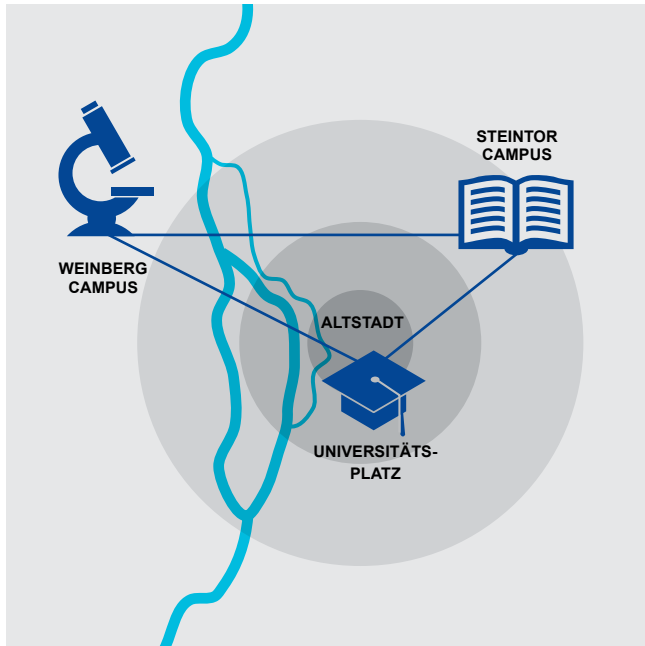 STEINTOR
CAMPUS
WEINBERG
CAMPUS
ALTSTADT
UNIVERSITÄTS-
PLATZ